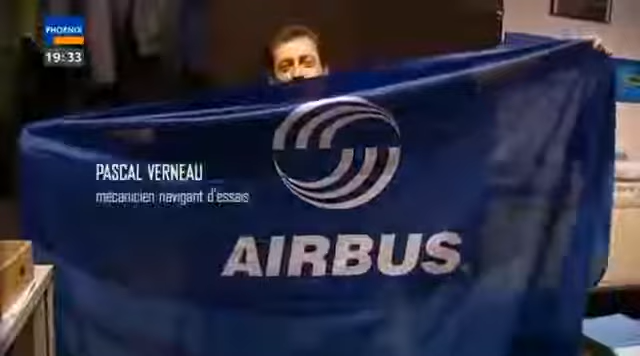 PHOENIX
19:33
PASCAL VERNEAU
mécanicien navigant d'essais
AIRBUS